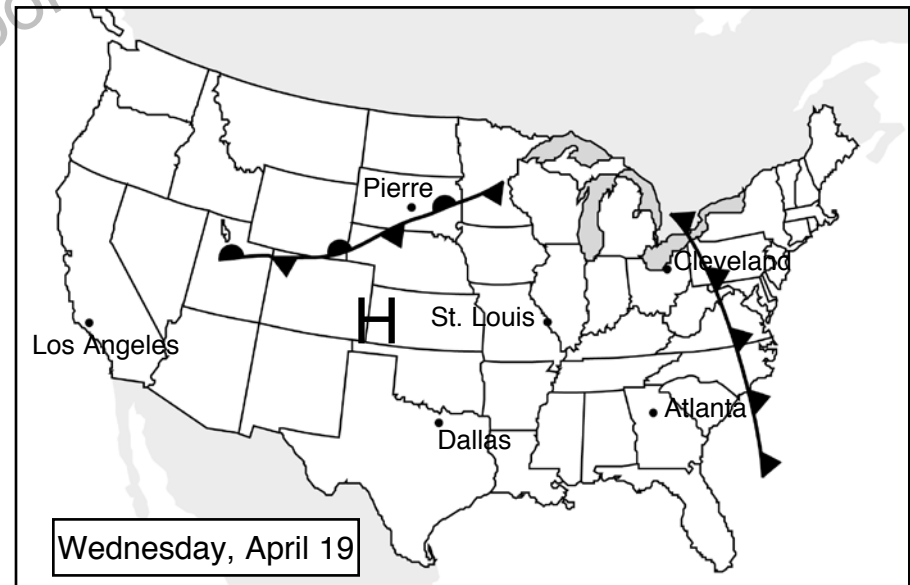 Pierre
Cleveland
H
St. Louis
Los Angeles
Atlanta
Dallas
Wednesday, April 19